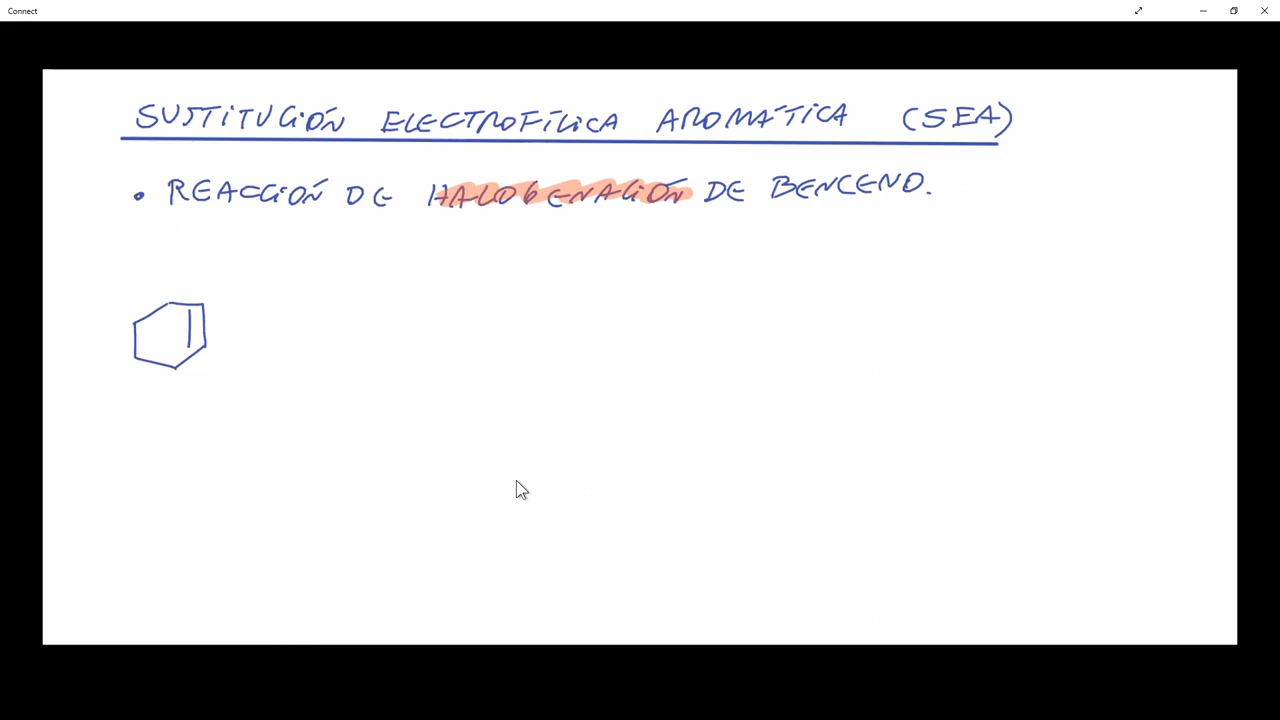 Connect
SUSTITUCIÓN ELECTROFÍLICA AROMÁTICA (SEA)
• REACCIÓN DE HALOGENACIÓN DE BENCENO.